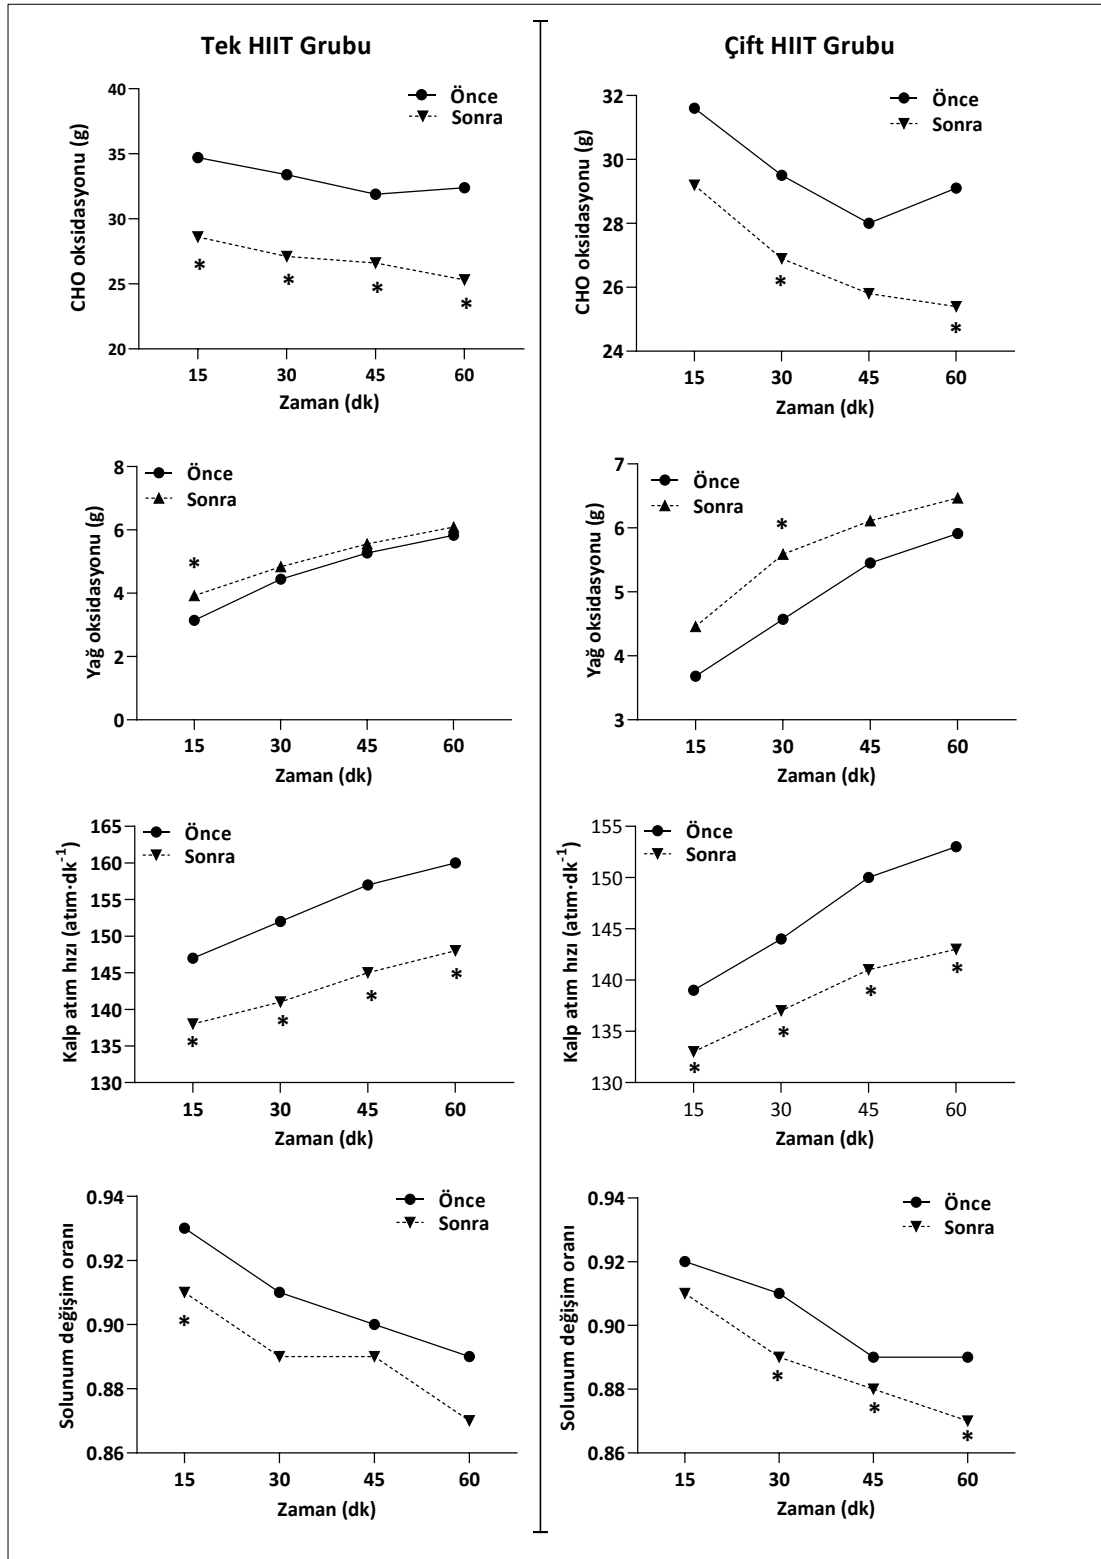 Tek HIIT Grubu
Çift HIIT Grubu
CHO oksidasyonu (g)
40
35
30
25
20
Önce
Sonra
*
*
*
*
15 30 45 60
Zaman (dk)
CHO oksidasyonu (g)
32
30
28
26
24
Önce
Sonra
*
*
15 30 45 60
Zaman (dk)
Yağ oksidasyonu (g)
8
6
4
2
0
Önce
Sonra
*
15 30 45 60
Zaman (dk)
Yağ oksidasyonu (g)
7
6
5
4
3
Önce
Sonra
*
15 30 45 60
Zaman (dk)
Kalp atım hızı (atım·dk⁻¹)
165
160
155
150
145
140
135
130
Önce
Sonra
*
*
*
*
15 30 45 60
Zaman (dk)
Kalp atım hızı (atım·dk⁻¹)
155
150
145
140
135
130
Önce
Sonra
*
*
*
*
15 30 45 60
Zaman (dk)
Solunum değişim oranı
0.94
0.92
0.90
0.88
0.86
Önce
Sonra
*
15 30 45 60
Zaman (dk)
Solunum değişim oranı
0.94
0.92
0.90
0.88
0.86
Önce
Sonra
*
*
*
15 30 45 60
Zaman (dk)